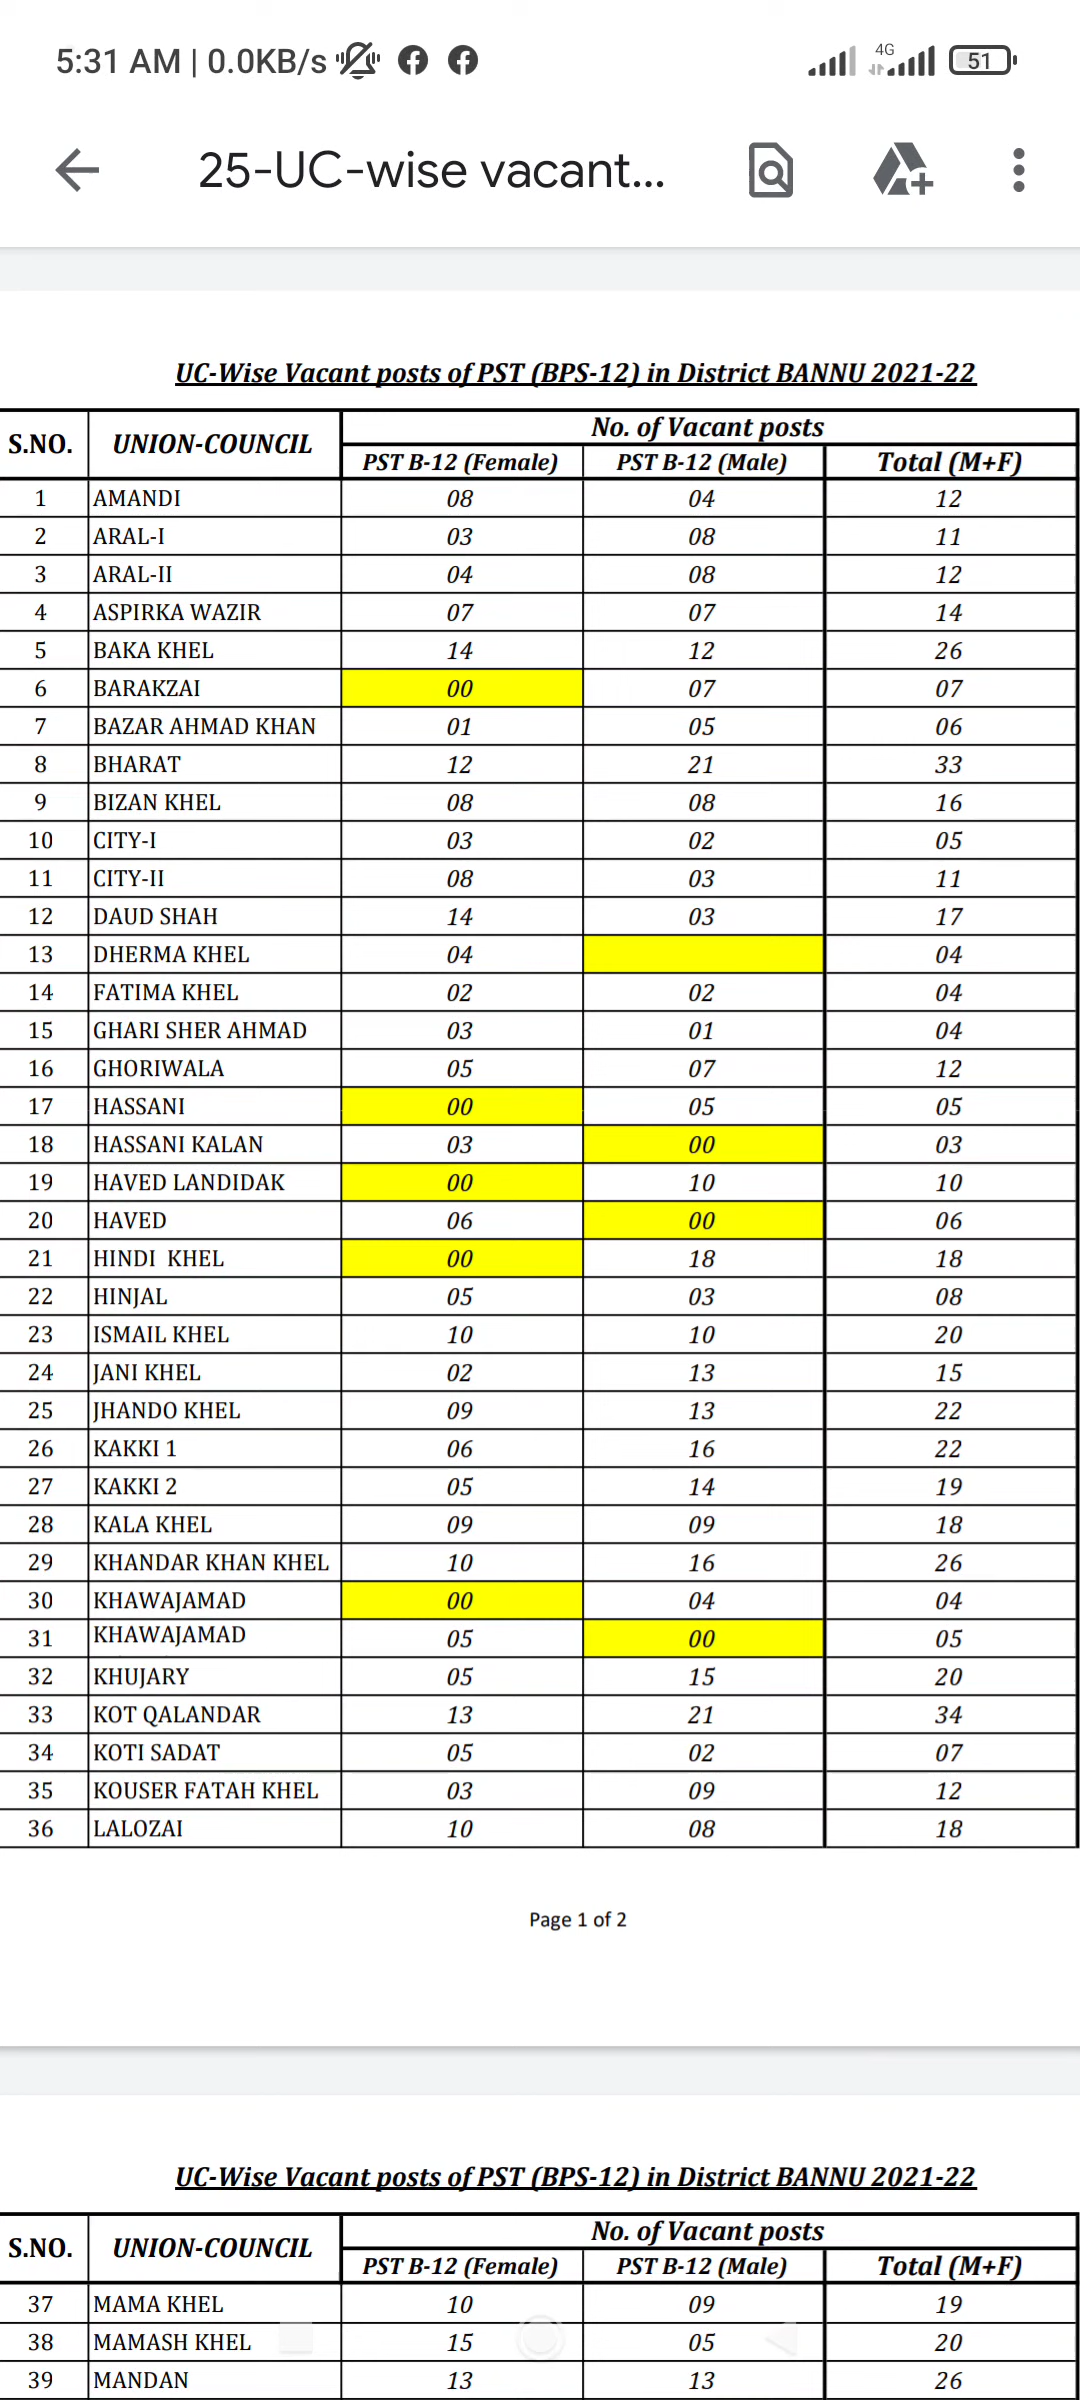 5:31 AM | 0.0KB/s
4G
51
25-UC-wise vacant...
UC-Wise Vacant posts of PST (BPS-12) in District BANNU 2021-22
S.NO. UNION-COUNCIL No. of Vacant posts
PST B-12 (Female) PST B-12 (Male) Total (M+F)
1 AMANDI 08 04 12
2 ARAL-I 03 08 11
3 ARAL-II 04 08 12
4 ASPIRKA WAZIR 07 07 14
5 BAKA KHEL 14 12 26
6 BARAKZAI 00 07 07
7 BAZAR AHMAD KHAN 01 05 06
8 BHARAT 12 21 33
9 BIZAN KHEL 08 08 16
10 CITY-I 03 02 05
11 CITY-II 08 03 11
12 DAUD SHAH 14 03 17
13 DHERMA KHEL 04 04
14 FATIMA KHEL 02 02 04
15 GHARI SHER AHMAD 03 01 04
16 GHORIWALA 05 07 12
17 HASSANI 00 05 05
18 HASSANI KALAN 03 00 03
19 HAVED LANDIDAK 00 10 10
20 HAVED 06 00 06
21 HINDI KHEL 00 18 18
22 HINJAL 05 03 08
23 ISMAIL KHEL 10 10 20
24 JANI KHEL 02 13 15
25 JHANDO KHEL 09 13 22
26 KAKKI 1 06 16 22
27 KAKKI 2 05 14 19
28 KALA KHEL 09 09 18
29 KHANDAR KHAN KHEL 10 16 26
30 KHAWAJAMAD 00 04 04
31 KHAWAJAMAD 05 00 05
32 KHUJARY 05 15 20
33 KOT QALANDAR 13 21 34
34 KOTI SADAT 05 02 07
35 KOUSER FATAH KHEL 03 09 12
36 LALOZAI 10 08 18
Page 1 of 2
UC-Wise Vacant posts of PST (BPS-12) in District BANNU 2021-22
S.NO. UNION-COUNCIL No. of Vacant posts
PST B-12 (Female) PST B-12 (Male) Total (M+F)
37 MAMA KHEL 10 09 19
38 MAMASH KHEL 15 05 20
39 MANDAN 13 13 26